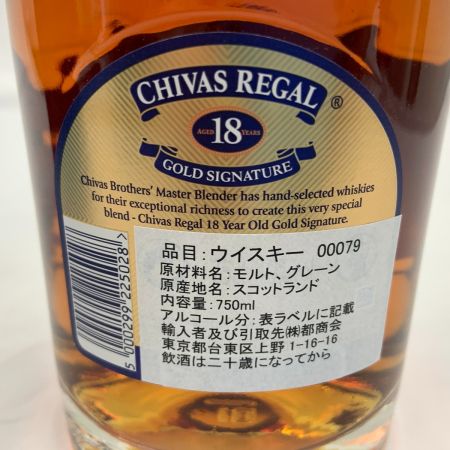 CHIVAS REGAL ®
AGED 18 YEARS
GOLD SIGNATURE
Chivas Brothers' Master Blender has hand-selected whiskies
for their exceptional richness to create this very special
blend - Chivas Regal 18 Year Old Gold Signature.
5 000299 225028 >
品目:ウイスキー 00079
原材料名:モルト、グレーン
原産地名:スコットランド
内容量:750ml
アルコール分:表ラベルに記載
輸入者及び引取先㈱都商会
東京都台東区上野 1-16-16
飲酒は二十歳になってから